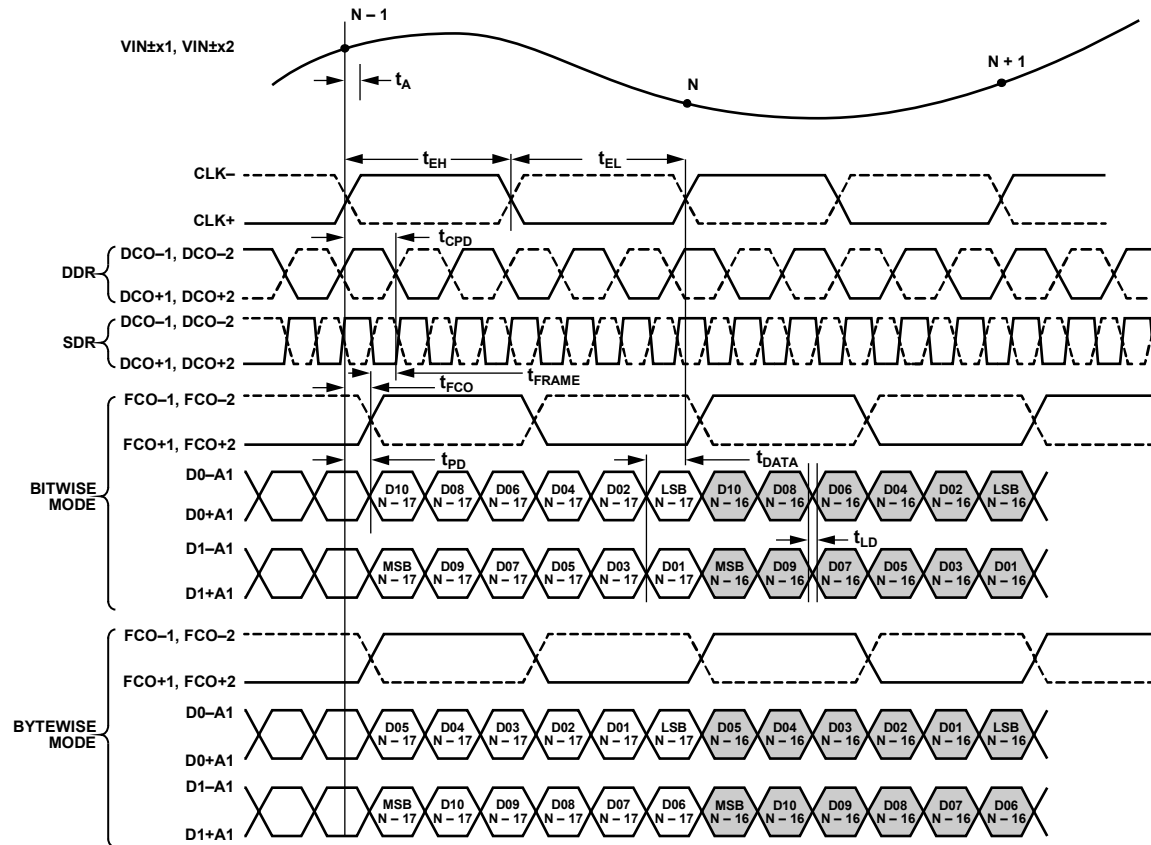 N – 1
VIN±x1, VIN±x2
tA
N
N + 1
tEH
tEL
CLK–
CLK+
tCPD
DDR
DCO–1, DCO–2
DCO+1, DCO+2
SDR
DCO–1, DCO–2
DCO+1, DCO+2
tFCO
tFRAME
BITWISE
MODE
FCO–1, FCO–2
FCO+1, FCO+2
tPD
tDATA
D0–A1
D10 D08 D06 D04 D02 LSB D10 D08 D06 D04 D02 LSB
N – 17 N – 17 N – 17 N – 17 N – 17 N – 17 N – 16 N – 16 N – 16 N – 16 N – 16 N – 16
D0+A1
tLD
D1–A1
MSB D09 D07 D05 D03 D01 MSB D09 D07 D05 D03 D01
N – 17 N – 17 N – 17 N – 17 N – 17 N – 17 N – 16 N – 16 N – 16 N – 16 N – 16 N – 16
D1+A1
BYTEWISE
MODE
FCO–1, FCO–2
FCO+1, FCO+2
D0–A1
D05 D04 D03 D02 D01 LSB D05 D04 D03 D02 D01 LSB
N – 17 N – 17 N – 17 N – 17 N – 17 N – 17 N – 16 N – 16 N – 16 N – 16 N – 16 N – 16
D0+A1
D1–A1
MSB D10 D09 D08 D07 D06 MSB D10 D09 D08 D07 D06
N – 17 N – 17 N – 17 N – 17 N – 17 N – 17 N – 16 N – 16 N – 16 N – 16 N – 16 N – 16
D1+A1